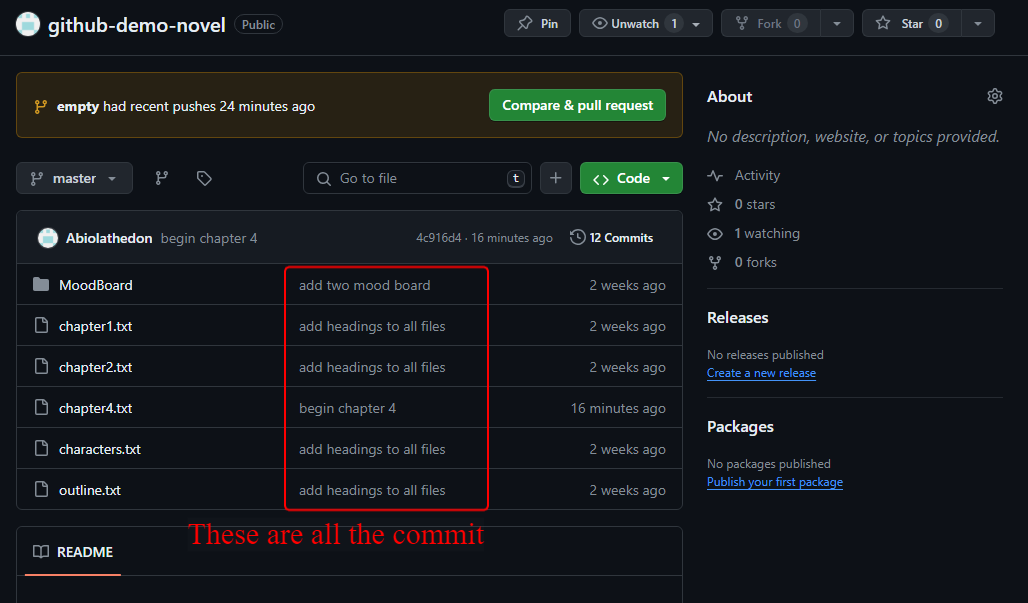 github-demo-novel Public
Pin Unwatch 1 Fork 0 Star 0
empty had recent pushes 24 minutes ago Compare & pull request
master Go to file t + <> Code
Abiolathedon begin chapter 4 4c916d4 · 16 minutes ago 12 Commits
MoodBoard add two mood board 2 weeks ago
chapter1.txt add headings to all files 2 weeks ago
chapter2.txt add headings to all files 2 weeks ago
chapter4.txt begin chapter 4 16 minutes ago
characters.txt add headings to all files 2 weeks ago
outline.txt add headings to all files 2 weeks ago
These are all the commit
README
About
No description, website, or topics provided.
Activity
0 stars
1 watching
0 forks
Releases
No releases published
Create a new release
Packages
No packages published
Publish your first package